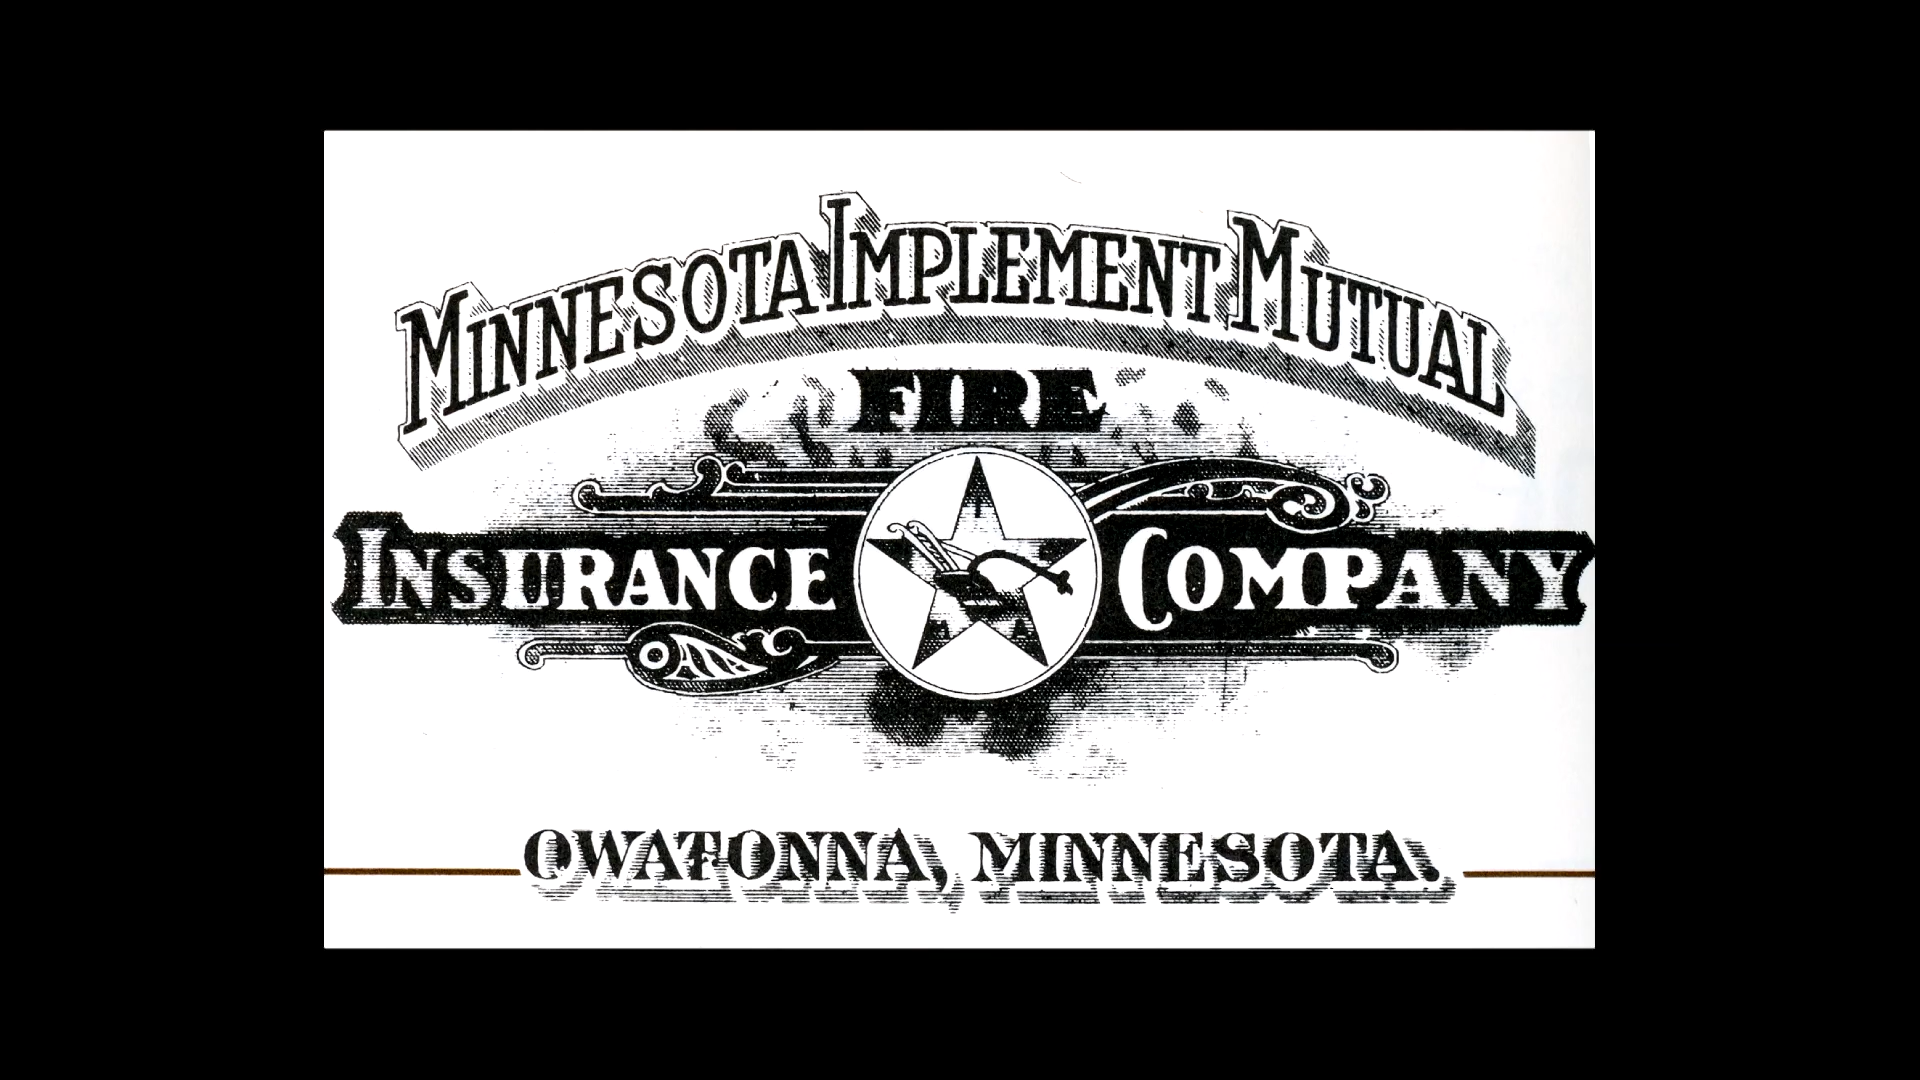 MINNESOTA IMPLEMENT MUTUAL
FIRE
INSURANCE COMPANY
OWATONNA, MINNESOTA.